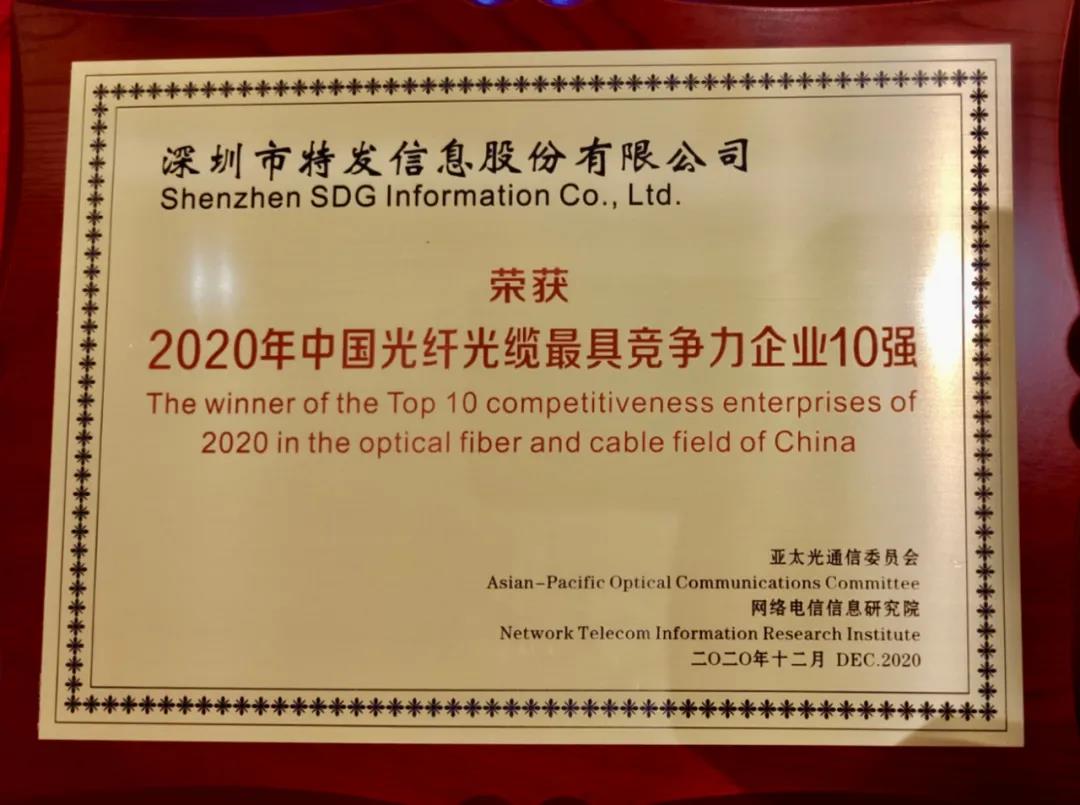 深圳市特发信息股份有限公司
Shenzhen SDG Information Co., Ltd.
荣获
2020年中国光纤光缆最具竞争力企业10强
The winner of the Top 10 competitiveness enterprises of
2020 in the optical fiber and cable field of China
亚太光通信委员会
Asian-Pacific Optical Communications Committee
网络电信信息研究院
Network Telecom Information Research Institute
二〇二〇年十二月 DEC.2020